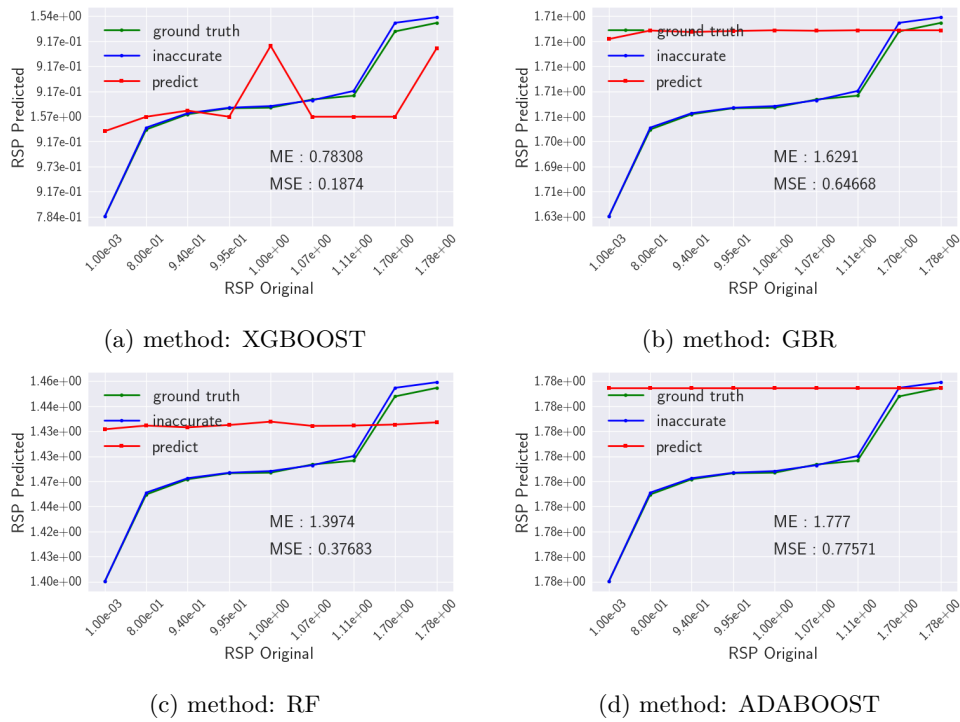 1.54e+00
9.17e-01
9.17e-01
9.17e-01
1.57e+00
9.17e-01
9.73e-01
9.17e-01
7.84e-01
RSP Predicted
ground truth
inaccurate
predict
ME : 0.78308
MSE : 0.1874
1.00e-03
8.00e-01
9.40e-01
9.95e-01
1.00e+00
1.07e+00
1.11e+00
1.70e+00
1.78e+00
RSP Original
(a) method: XGBOOST
1.71e+00
1.71e+00
1.71e+00
1.71e+00
1.71e+00
1.70e+00
1.69e+00
1.71e+00
1.63e+00
RSP Predicted
ground truth
inaccurate
predict
ME : 1.6291
MSE : 0.64668
1.00e-03
8.00e-01
9.40e-01
9.95e-01
1.00e+00
1.07e+00
1.11e+00
1.70e+00
1.78e+00
RSP Original
(b) method: GBR
1.46e+00
1.44e+00
1.43e+00
1.43e+00
1.47e+00
1.44e+00
1.42e+00
1.43e+00
1.40e+00
RSP Predicted
ground truth
inaccurate
predict
ME : 1.3974
MSE : 0.37683
1.00e-03
8.00e-01
9.40e-01
9.95e-01
1.00e+00
1.07e+00
1.11e+00
1.70e+00
1.78e+00
RSP Original
(c) method: RF
1.78e+00
1.78e+00
1.78e+00
1.78e+00
1.78e+00
1.78e+00
1.78e+00
1.78e+00
1.78e+00
RSP Predicted
ground truth
inaccurate
predict
ME : 1.777
MSE : 0.77571
1.00e-03
8.00e-01
9.40e-01
9.95e-01
1.00e+00
1.07e+00
1.11e+00
1.70e+00
1.78e+00
RSP Original
(d) method: ADABOOST